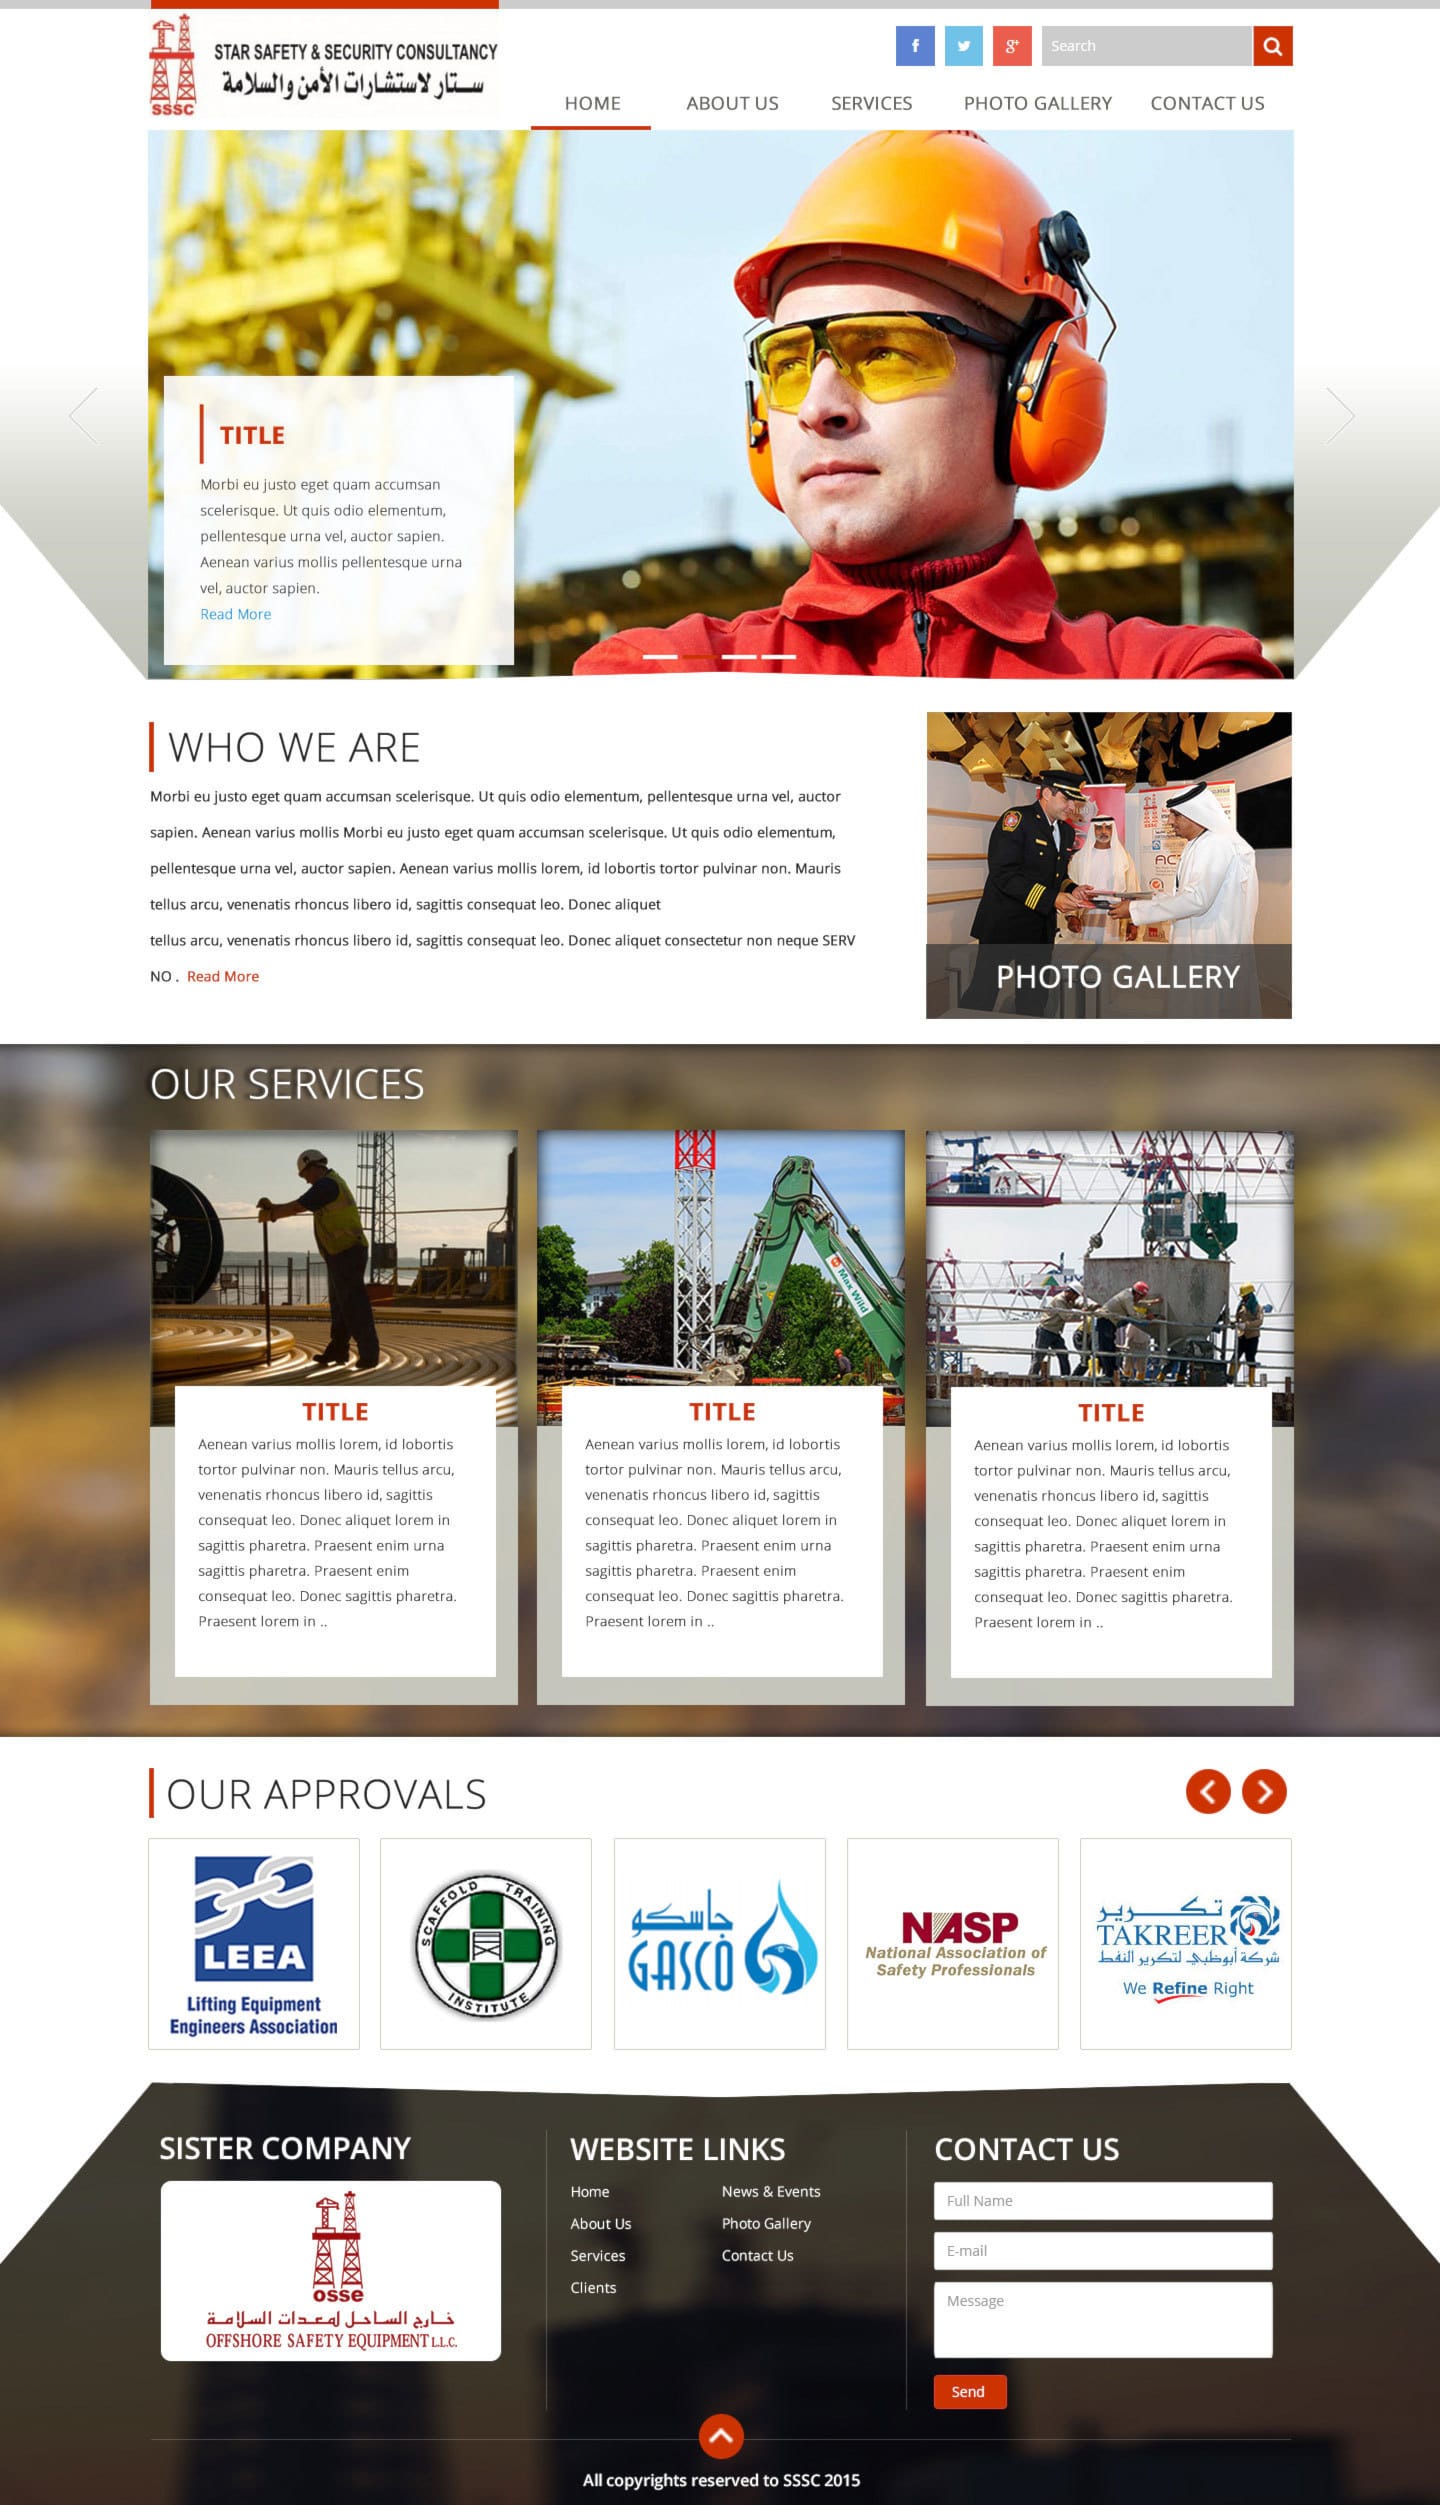 STAR SAFETY & SECURITY CONSULTANCY
ستار لاستشارات الأمن والسلامة
SSSC
f
g+
Search
HOME
ABOUT US
SERVICES
PHOTO GALLERY
CONTACT US
TITLE
Morbi eu justo eget quam accumsan
scelerisque. Ut quis odio elementum,
pellentesque urna vel, auctor sapien.
Aenean varius mollis pellentesque urna
vel, auctor sapien.
Read More
WHO WE ARE
Morbi eu justo eget quam accumsan scelerisque. Ut quis odio elementum, pellentesque urna vel, auctor
sapien. Aenean varius mollis Morbi eu justo eget quam accumsan scelerisque. Ut quis odio elementum,
pellentesque urna vel, auctor sapien. Aenean varius mollis lorem, id lobortis tortor pulvinar non. Mauris
tellus arcu, venenatis rhoncus libero id, sagittis consequat leo. Donec aliquet
tellus arcu, venenatis rhoncus libero id, sagittis consequat leo. Donec aliquet consectetur non neque SERV
NO . Read More
SSSC
PHOTO GALLERY
OUR SERVICES
Max Wild
TITLE
Aenean varius mollis lorem, id lobortis
tortor pulvinar non. Mauris tellus arcu,
venenatis rhoncus libero id, sagittis
consequat leo. Donec aliquet lorem in
sagittis pharetra. Praesent enim urna
sagittis pharetra. Praesent enim
consequat leo. Donec sagittis pharetra.
Praesent lorem in ..
TITLE
Aenean varius mollis lorem, id lobortis
tortor pulvinar non. Mauris tellus arcu,
venenatis rhoncus libero id, sagittis
consequat leo. Donec aliquet lorem in
sagittis pharetra. Praesent enim urna
sagittis pharetra. Praesent enim
consequat leo. Donec sagittis pharetra.
Praesent lorem in ..
TITLE
Aenean varius mollis lorem, id lobortis
tortor pulvinar non. Mauris tellus arcu,
venenatis rhoncus libero id, sagittis
consequat leo. Donec aliquet lorem in
sagittis pharetra. Praesent enim urna
sagittis pharetra. Praesent enim
consequat leo. Donec sagittis pharetra.
Praesent lorem in ..
OUR APPROVALS
LEEA
Lifting Equipment
Engineers Association
SCAFFOLD TRAINING
INSTITUTE
جاسكو
GASCO
NASP
National Association of
Safety Professionals
تكرير
TAKREER
شركة أبوظبي لتكرير النفط
We Refine Right
SISTER COMPANY
osse
خارج الساحل لمعدات السلامة
OFFSHORE SAFETY EQUIPMENT L.L.C.
WEBSITE LINKS
Home
About Us
Services
Clients
News & Events
Photo Gallery
Contact Us
CONTACT US
Full Name
E-mail
Message
Send
All copyrights reserved to SSSC 2015